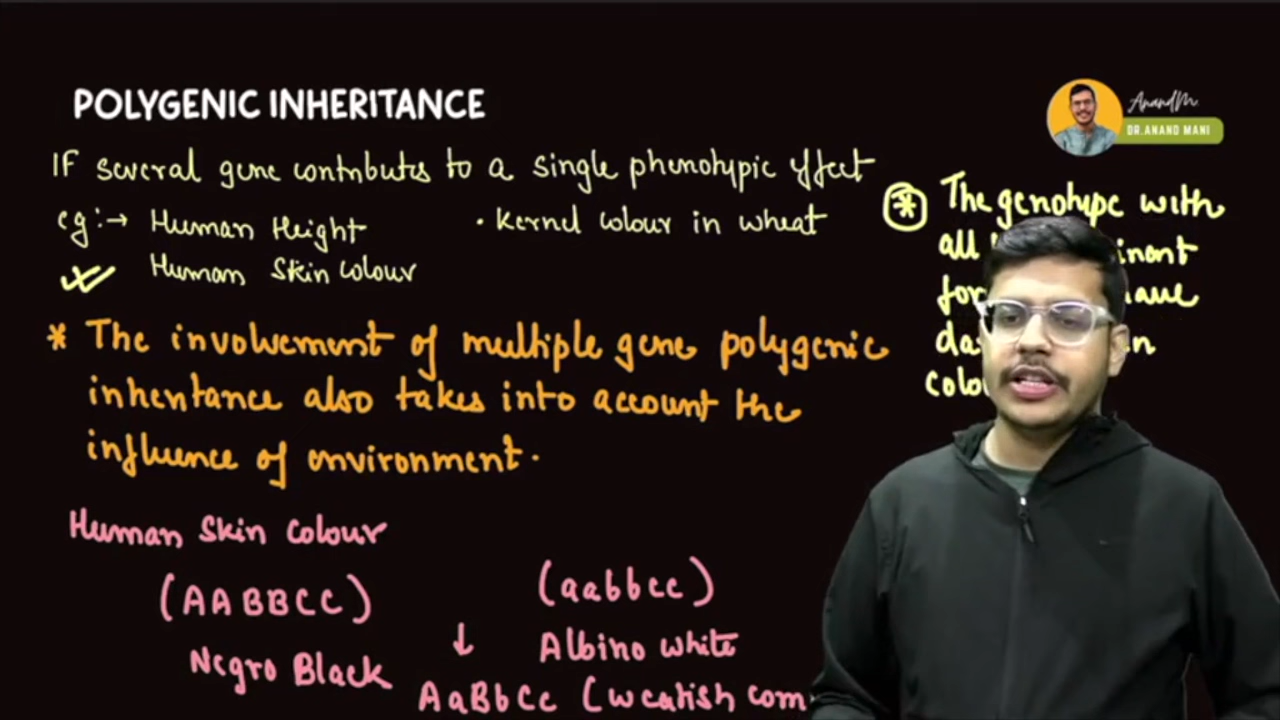 POLYGENIC INHERITANCE
AnandM.
DR.ANAND MANI
IF several gene contributes to a single phenotypic effect
eg:→ Human Height
• Kernel colour in wheat
Human Skin colour
* The involvement of multiple gene polygenic
inheritance also takes into account the
influence of environment.
* The genotype with
all
for
colo
Human Skin Colour
(AABBCC)
(aabbcc)
Negro Black
↓ Albino white
AaBbCc (weatish com